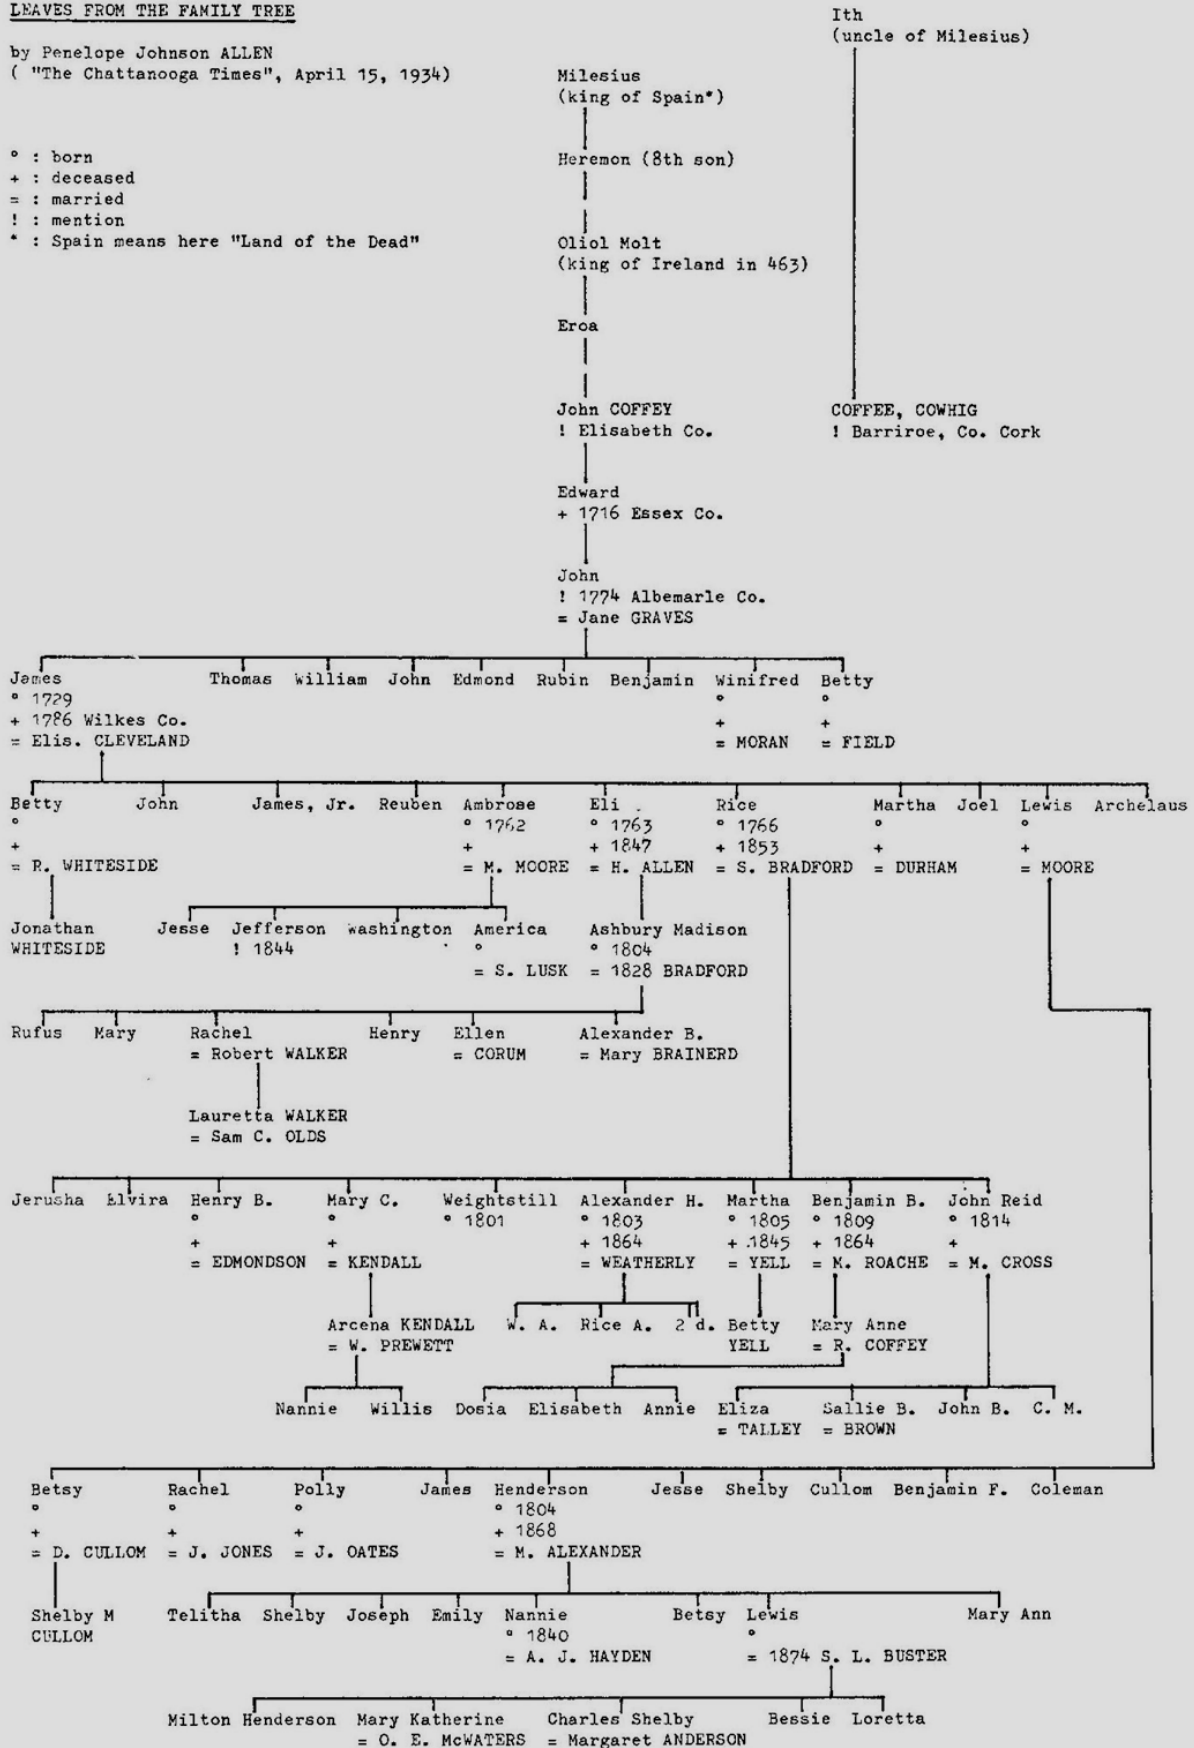 LEAVES FROM THE FAMILY TREE
by Penelope Johnson ALLEN
( "The Chattanooga Times", April 15, 1934)
° : born
+ : deceased
= : married
! : mention
* : Spain means here "Land of the Dead"
Ith
(uncle of Milesius)
Milesius
(king of Spain*)
Heremon (8th son)
Oliol Molt
(king of Ireland in 463)
Eroa
John COFFEY
! Elisabeth Co.
COFFEE, COWHIG
! Barriroe, Co. Cork
Edward
+ 1716 Essex Co.
John
! 1774 Albemarle Co.
= Jane GRAVES
James Thomas William John Edmond Rubin Benjamin Winifred Betty
° 1729 ° °
+ 1786 Wilkes Co. + +
= Elis. CLEVELAND = MORAN = FIELD
Betty John James, Jr. Reuben Ambrose Eli Rice Martha Joel Lewis Archelaus
° ° 1762 ° 1763 ° 1766 ° °
+ + + 1847 + 1853 + +
= R. WHITESIDE = M. MOORE = H. ALLEN = S. BRADFORD = DURHAM = MOORE
Jonathan Jesse Jefferson Washington America Ashbury Madison
WHITESIDE ! 1844 ° ° 1804
= S. LUSK = 1828 BRADFORD
Rufus Mary Rachel Henry Ellen Alexander B.
= Robert WALKER = CORUM = Mary BRAINERD
Lauretta WALKER
= Sam C. OLDS
Jerusha Elvira Henry B. Mary C. Weightstill Alexander H. Martha Benjamin B. John Reid
° ° ° 1801 ° 1803 ° 1805 ° 1809 ° 1814
+ + + 1864 + 1845 + 1864 +
= EDMONDSON = KENDALL = WEATHERLY = YELL = M. ROACHE = M. CROSS
Arcena KENDALL W. A. Rice A. 2 d. Betty Mary Anne
= W. PREWETT YELL = R. COFFEY
Nannie Willis Dosia Elisabeth Annie Eliza Sallie B. John B. C. M.
= TALLEY = BROWN
Betsy Rachel Polly James Henderson Jesse Shelby Cullom Benjamin F. Coleman
° ° ° ° 1804
+ + + + 1868
= D. CULLOM = J. JONES = J. OATES = M. ALEXANDER
Shelby M Telitha Shelby Joseph Emily Nannie Betsy Lewis Mary Ann
CULLOM ° 1840 °
= A. J. HAYDEN = 1874 S. L. BUSTER
Milton Henderson Mary Katherine Charles Shelby Bessie Loretta
= O. E. McWATERS = Margaret ANDERSON